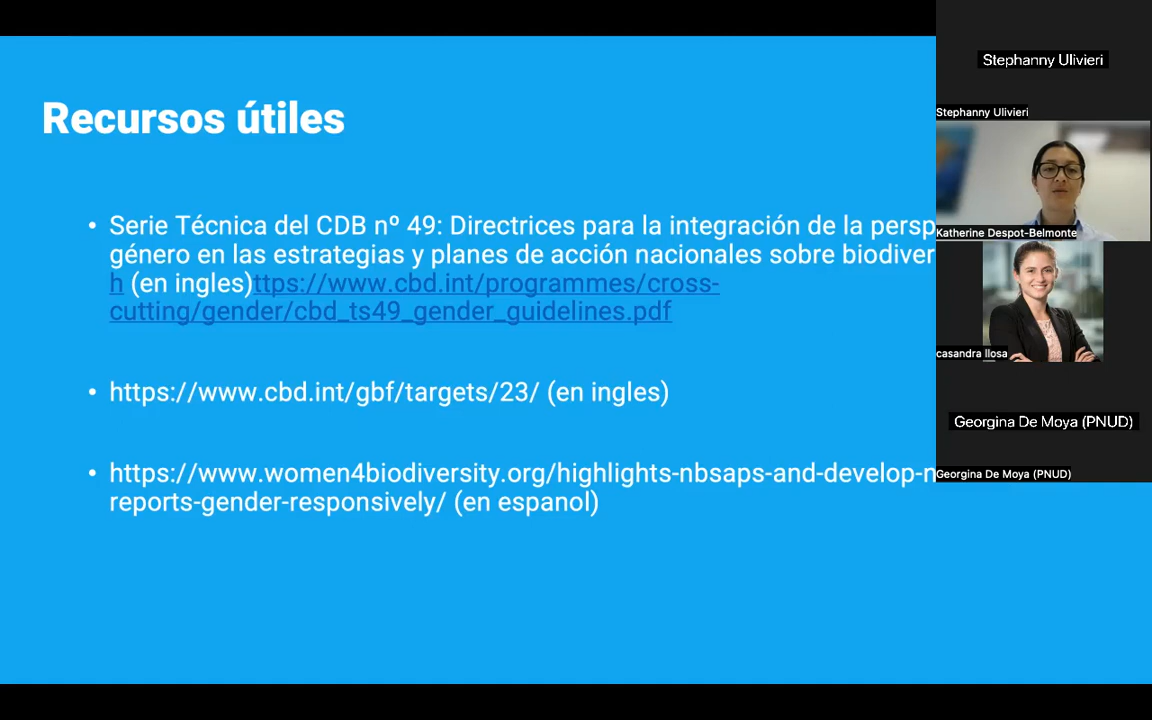 Recursos útiles
• Serie Técnica del CDB nº 49: Directrices para la integración de la persp
género en las estrategias y planes de acción nacionales sobre biodiver
h (en ingles)ttps://www.cbd.int/programmes/cross-
cutting/gender/cbd_ts49_gender_guidelines.pdf
• https://www.cbd.int/gbf/targets/23/ (en ingles)
• https://www.women4biodiversity.org/highlights-nbsaps-and-develop-n
reports-gender-responsively/ (en espanol)
Stephanny Ulivieri
Stephanny Ulivieri
Katherine Despot-Belmonte
casandra llosa
Georgina De Moya (PNUD)
Georgina De Moya (PNUD)